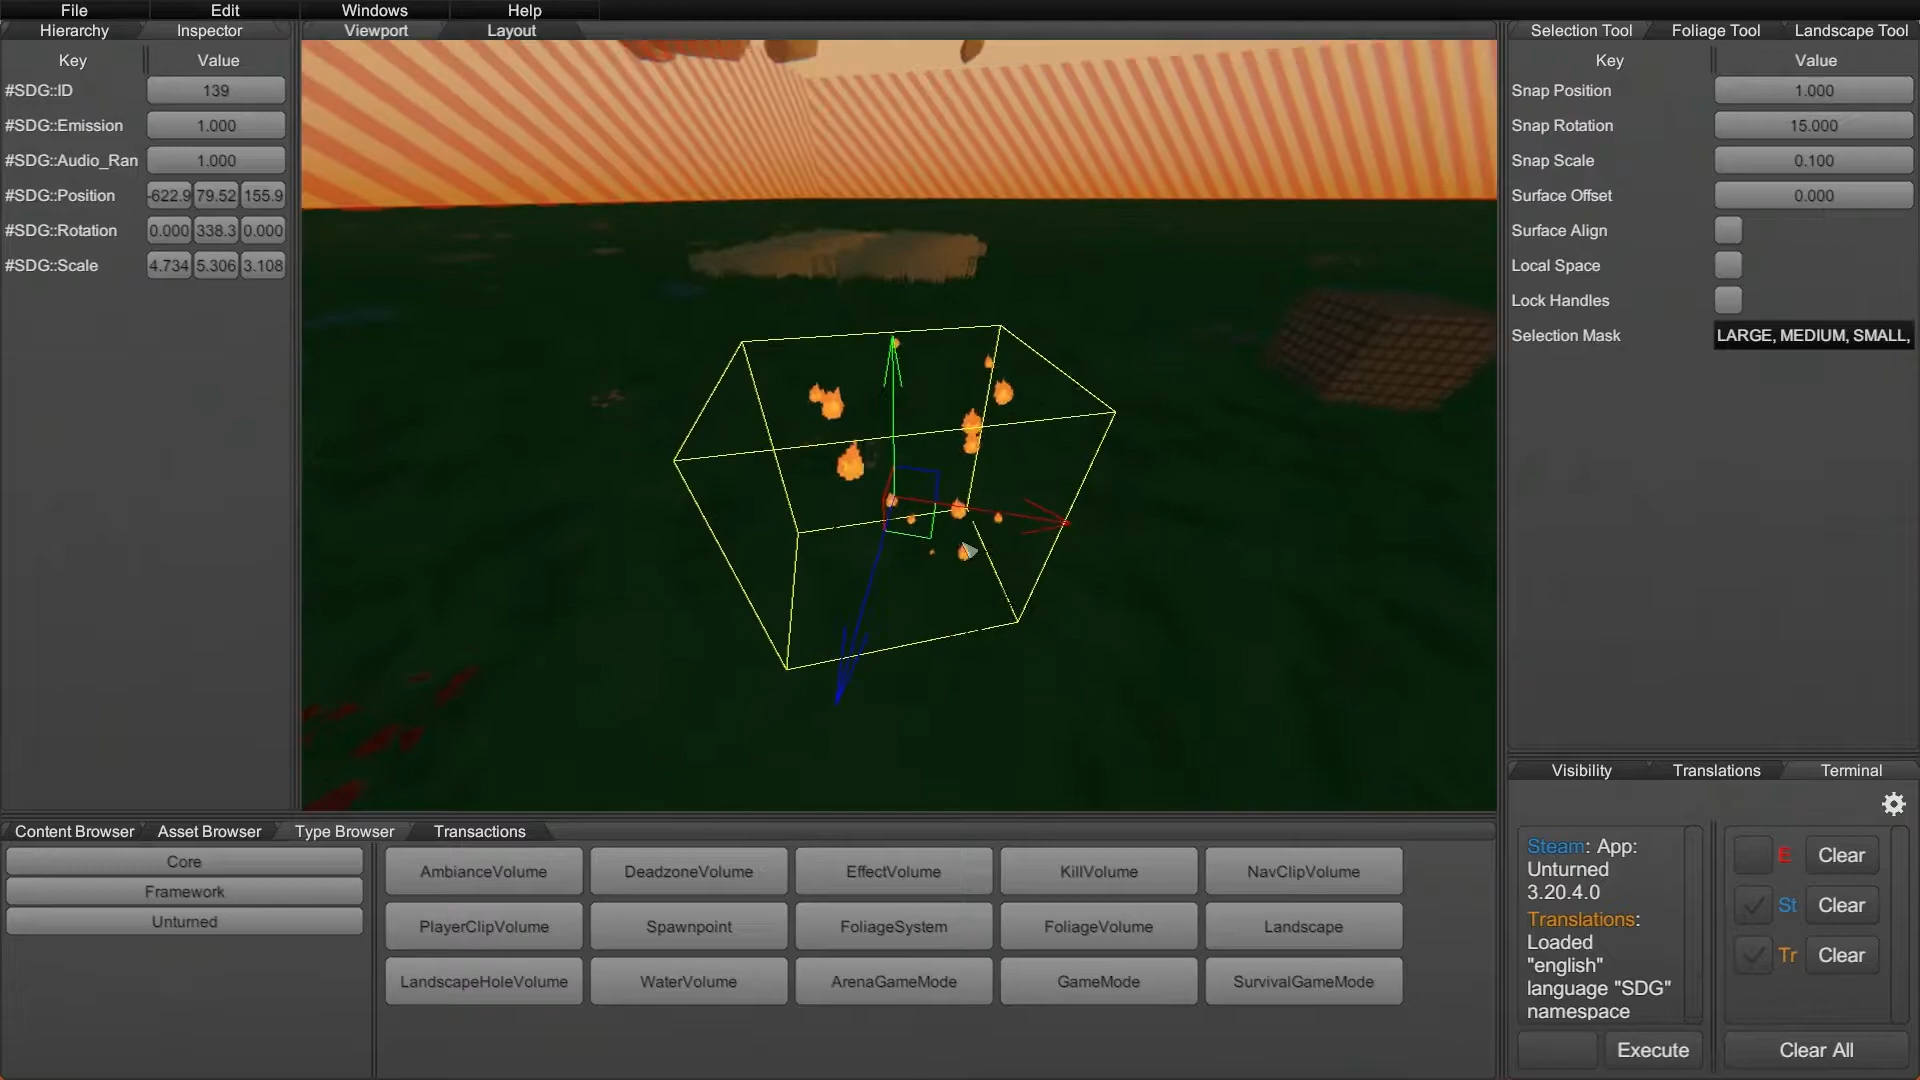 File Edit Windows Help
Hierarchy Inspector Viewport Layout Selection Tool Foliage Tool Landscape Tool
Key Value
#SDG::ID 139
#SDG::Emission 1.000
#SDG::Audio_Ran 1.000
#SDG::Position -622.9 79.52 155.9
#SDG::Rotation 0.000 338.3 0.000
#SDG::Scale 4.734 5.306 3.108
Key Value
Snap Position 1.000
Snap Rotation 15.000
Snap Scale 0.100
Surface Offset 0.000
Surface Align
Local Space
Lock Handles
Selection Mask LARGE, MEDIUM, SMALL,
Content Browser Asset Browser Type Browser Transactions
Core
Framework
Unturned
AmbianceVolume DeadzoneVolume EffectVolume KillVolume NavClipVolume
PlayerClipVolume Spawnpoint FoliageSystem FoliageVolume Landscape
LandscapeHoleVolume WaterVolume ArenaGameMode GameMode SurvivalGameMode
Visibility Translations Terminal
Steam: App:
Unturned
3.20.4.0
Translations:
Loaded
"english"
language "SDG"
namespace
E Clear
St Clear
Tr Clear
Execute Clear All